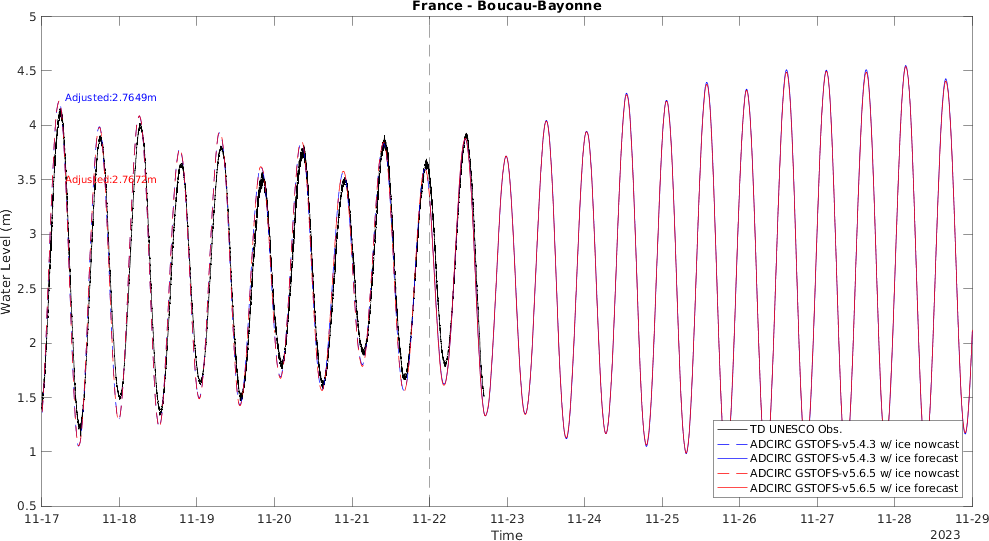 France - Boucau-Bayonne
Water Level (m)
5
4.5
4
3.5
3
2.5
2
1.5
1
0.5
Adjusted:2.7649m
Adjusted:2.7672m
TD UNESCO Obs.
ADCIRC GSTOFS-v5.4.3 w/ ice nowcast
ADCIRC GSTOFS-v5.4.3 w/ ice forecast
ADCIRC GSTOFS-v5.6.5 w/ ice nowcast
ADCIRC GSTOFS-v5.6.5 w/ ice forecast
11-17 11-18 11-19 11-20 11-21 11-22 11-23 11-24 11-25 11-26 11-27 11-28 11-29
Time
2023